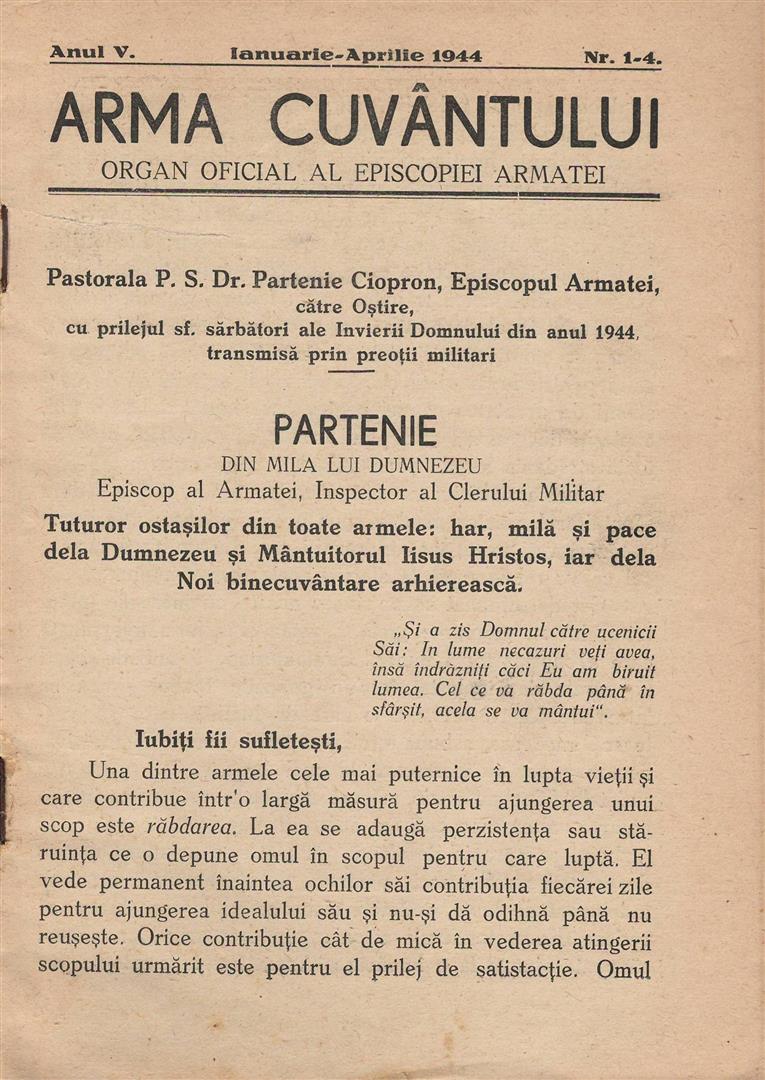 Anul V. Ianuarie-Aprilie 1944 Nr. 1-4.
ARMA CUVÂNTULUI
ORGAN OFICIAL AL EPISCOPIEI ARMATEI
Pastorala P. S. Dr. Partenie Ciopron, Episcopul Armatei,
către Oștire,
cu prilejul sf. sărbători ale Invierii Domnului din anul 1944,
transmisă prin preoții militari
PARTENIE
DIN MILA LUI DUMNEZEU
Episcop al Armatei, Inspector al Clerului Militar
Tuturor ostașilor din toate armele: har, milă și pace
dela Dumnezeu și Mântuitorul Iisus Hristos, iar dela
Noi binecuvântare arhierească.
„Și a zis Domnul către ucenicii
Săi: In lume necazuri veți avea,
însă îndrăzniți căci Eu am biruit
lumea. Cel ce va răbda până în
sfârșit, acela se va mântui“.
Iubiți fii sufletești,
Una dintre armele cele mai puternice în lupta vieții și
care contribue într'o largă măsură pentru ajungerea unui
scop este răbdarea. La ea se adaugă perzistența sau stă-
ruința ce o depune omul în scopul pentru care luptă. El
vede permanent înaintea ochilor săi contribuția fiecărei zile
pentru ajungerea idealului său și nu-și dă odihnă până nu
reușește. Orice contribuție cât de mică în vederea atingerii
scopului urmărit este pentru el prilej de satistacție. Omul